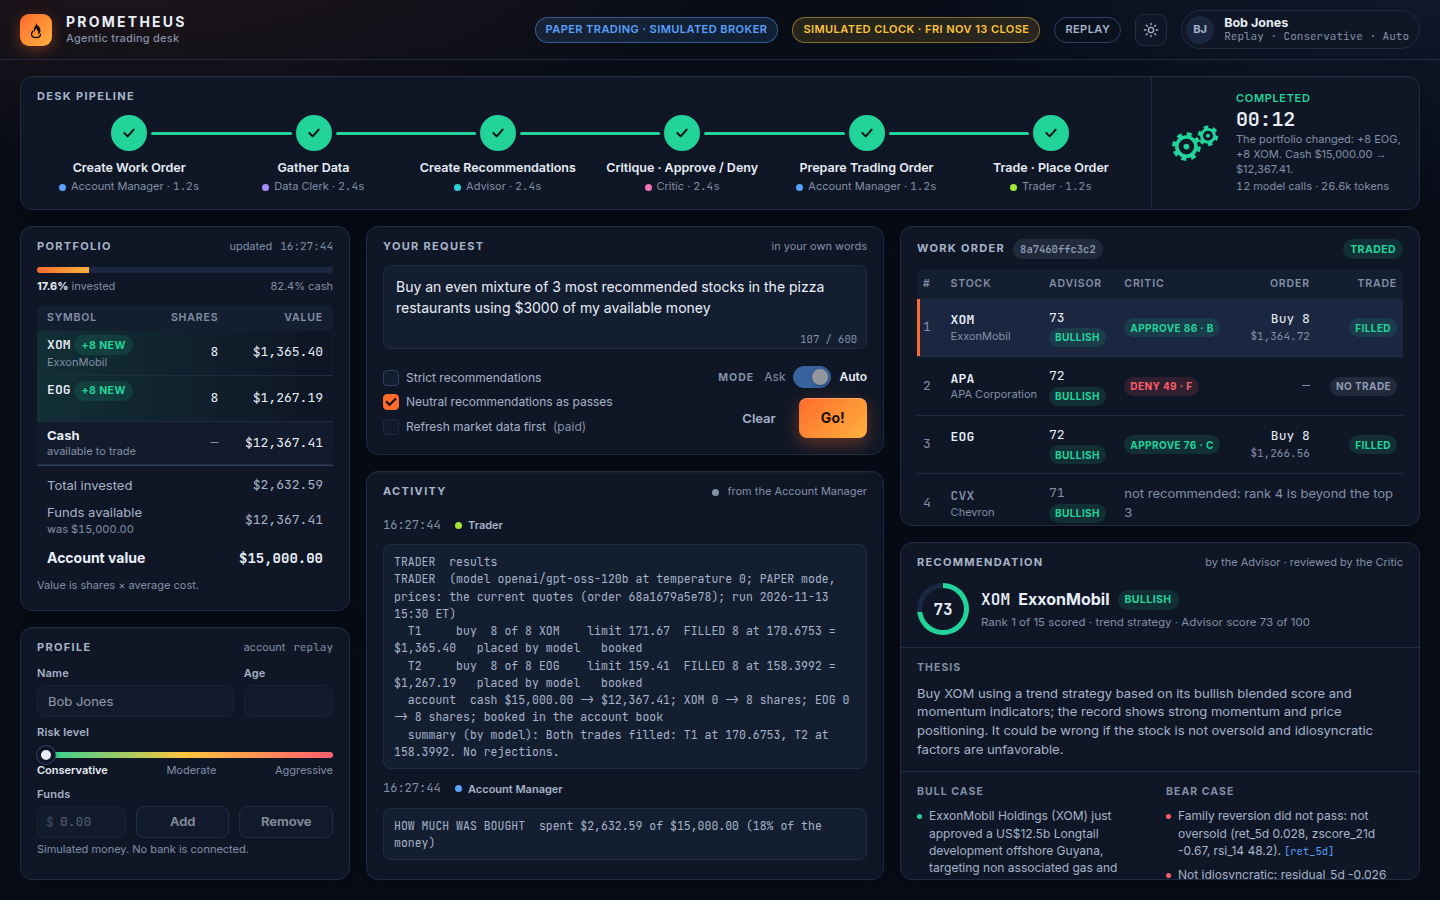 PROMETHEUS
Agentic trading desk
PAPER TRADING · SIMULATED BROKER
SIMULATED CLOCK · FRI NOV 13 CLOSE
REPLAY
BJ
Bob Jones
Replay · Conservative · Auto
DESK PIPELINE
Create Work Order
Account Manager · 1.2s
Gather Data
Data Clerk · 2.4s
Create Recommendations
Advisor · 2.4s
Critique · Approve / Deny
Critic · 2.4s
Prepare Trading Order
Account Manager · 1.2s
Trade · Place Order
Trader · 1.2s
COMPLETED
00:12
The portfolio changed: +8 EOG,
+8 XOM. Cash $15,000.00 →
$12,367.41.
12 model calls · 26.6k tokens
PORTFOLIO
updated 16:27:44
17.6% invested
82.4% cash
SYMBOL SHARES VALUE
XOM +8 NEW
ExxonMobil
8 $1,365.40
EOG +8 NEW
8 $1,267.19
Cash
available to trade
— $12,367.41
Total invested $2,632.59
Funds available
was $15,000.00
$12,367.41
Account value $15,000.00
Value is shares × average cost.
PROFILE
account replay
Name Age
Bob Jones
Risk level
Conservative Moderate Aggressive
Funds
$ 0.00 Add Remove
Simulated money. No bank is connected.
YOUR REQUEST
in your own words
Buy an even mixture of 3 most recommended stocks in the pizza
restaurants using $3000 of my available money
107 / 600
Strict recommendations
Neutral recommendations as passes
Refresh market data first (paid)
MODE Ask Auto
Clear Go!
ACTIVITY
from the Account Manager
16:27:44 Trader
TRADER results
TRADER (model openai/gpt-oss-120b at temperature 0; PAPER mode,
prices: the current quotes (order 68a1679a5e78); run 2026-11-13
15:30 ET)
T1 buy 8 of 8 XOM limit 171.67 FILLED 8 at 170.6753 =
$1,365.40 placed by model booked
T2 buy 8 of 8 EOG limit 159.41 FILLED 8 at 158.3992 =
$1,267.19 placed by model booked
account cash $15,000.00 → $12,367.41; XOM 0 → 8 shares; EOG 0
→ 8 shares; booked in the account book
summary (by model): Both trades filled: T1 at 170.6753, T2 at
158.3992. No rejections.
16:27:44 Account Manager
HOW MUCH WAS BOUGHT spent $2,632.59 of $15,000.00 (18% of the
money)
WORK ORDER 8a7460ffc3c2
TRADED
# STOCK ADVISOR CRITIC ORDER TRADE
1 XOM
ExxonMobil
73
BULLISH
APPROVE 86 · B
Buy 8
$1,364.72
FILLED
2 APA
APA Corporation
72
BULLISH
DENY 49 · F
—
NO TRADE
3 EOG
72
BULLISH
APPROVE 76 · C
Buy 8
$1,266.56
FILLED
4 CVX
Chevron
71
BULLISH
not recommended: rank 4 is beyond the top
3
RECOMMENDATION
by the Advisor · reviewed by the Critic
73
XOM ExxonMobil BULLISH
Rank 1 of 15 scored · trend strategy · Advisor score 73 of 100
THESIS
Buy XOM using a trend strategy based on its bullish blended score and
momentum indicators; the record shows strong momentum and price
positioning. It could be wrong if the stock is not oversold and idiosyncratic
factors are unfavorable.
BULL CASE
ExxonMobil Holdings (XOM) just
approved a US$12.5b Longtail
development offshore Guyana,
targeting non associated gas and
BEAR CASE
Family reversion did not pass: not
oversold (ret_5d 0.028, zscore_21d
-0.67, rsi_14 48.2). [ret_5d]
Not idiosyncratic: residual 5d -0.026